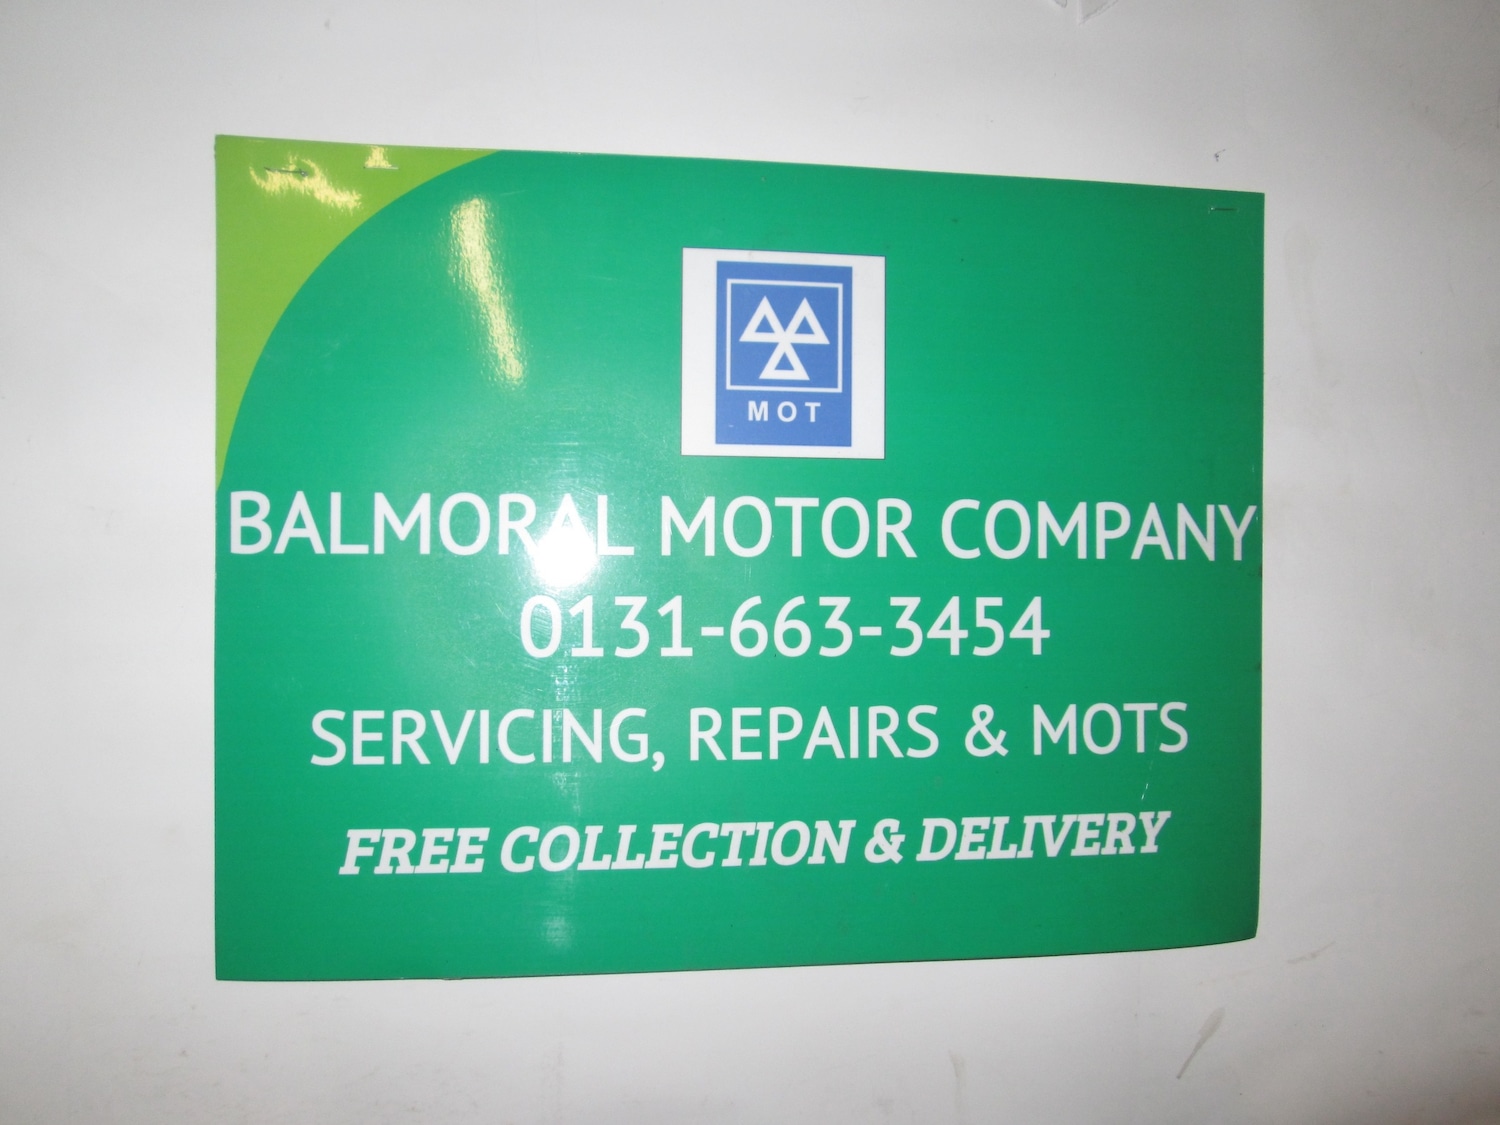 MOT
BALMORAL MOTOR COMPANY
0131-663-3454
SERVICING, REPAIRS & MOTS
FREE COLLECTION & DELIVERY